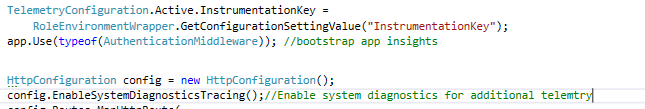 TelemetryConfiguration.Active.InstrumentationKey =
RoleEnvironmentWrapper.GetConfigurationSettingValue("InstrumentationKey");
app.Use(typeof(AuthenticationMiddleware)); //bootstrap app insights
HttpConfiguration config = new HttpConfiguration();
config.EnableSystemDiagnosticsTracing();//Enable system diagnostics for additional telemtry